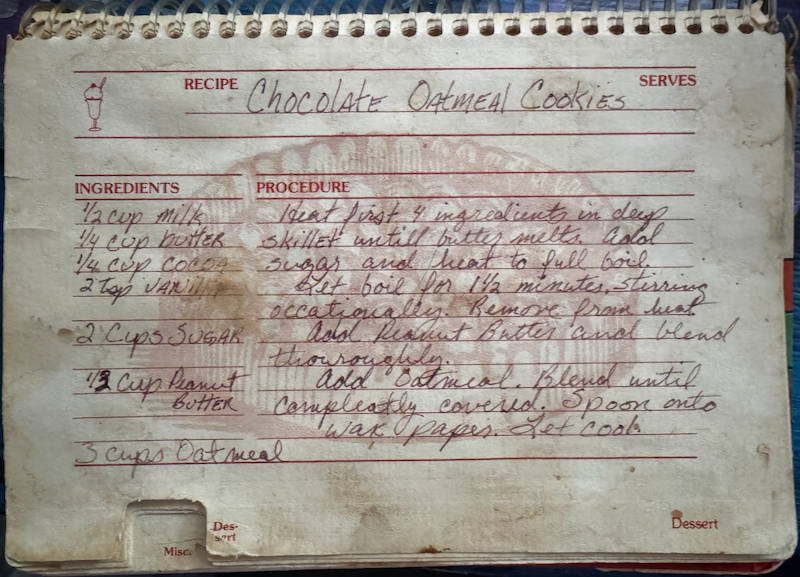 RECIPE Chocolate Oatmeal Cookies SERVES
INGREDIENTS PROCEDURE
1/2 cup milk Heat first 4 ingredients in deep
1/4 cup butter skillet untill butter melts. Add
1/4 cup cocoa sugar and heat to full boil
2 tsp vanilla Let boil for 1 1/2 minutes, stirring
occationally. Remove from heat
2 Cups Sugar Add Peanut Butter and blend
thouroughly.
1/3 Cup Peanut Add Oatmeal. Blend until
Butter compleatly covered. Spoon onto
wax paper. Let cool.
3 cups Oatmeal
Misc. Des-
sert
Dessert